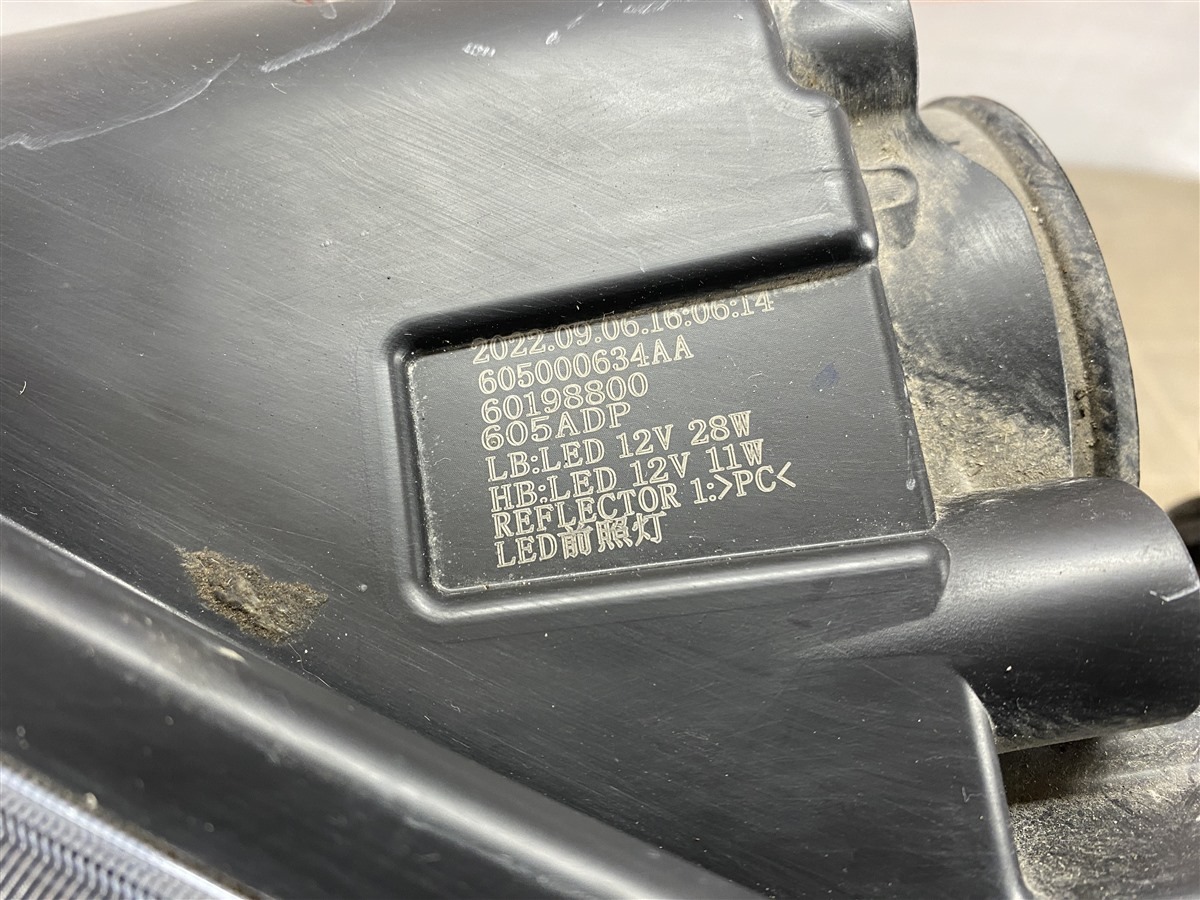 2022.09.06.16:06:14
605000634AA
60198800
605ADP
LB:LED 12V 28W
HB:LED 12V 11W
REFLECTOR 1:>PC<
LED前照灯